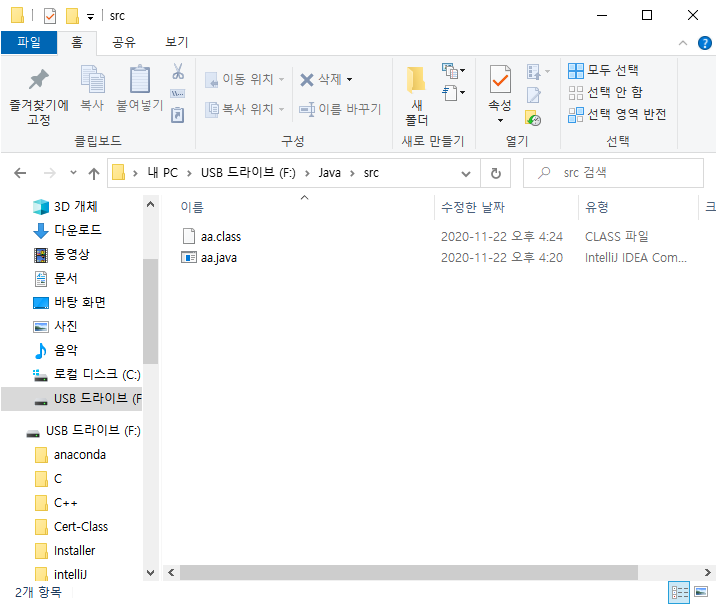 src
파일 홈 공유 보기
즐겨찾기에
고정
복사
붙여넣기
클립보드
이동 위치
복사 위치
삭제
이름 바꾸기
구성
새
폴더
새로 만들기
속성
열기
모두 선택
선택 안 함
선택 영역 반전
선택
내 PC > USB 드라이브 (F:) > Java > src
src 검색
3D 개체
다운로드
동영상
문서
바탕 화면
사진
음악
로컬 디스크 (C:)
USB 드라이브 (F
USB 드라이브 (F:)
anaconda
C
C++
Cert-Class
Installer
intelliJ
이름 수정한 날짜 유형 크
aa.class 2020-11-22 오후 4:24 CLASS 파일
aa.java 2020-11-22 오후 4:20 IntelliJ IDEA Com...
2개 항목